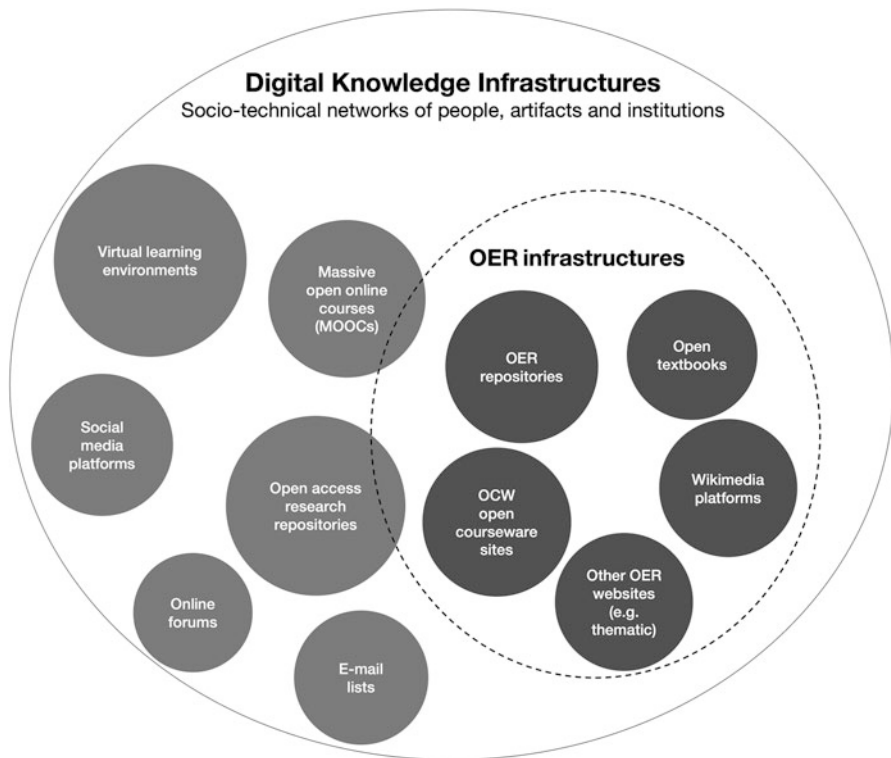 Digital Knowledge Infrastructures
Socio-technical networks of people, artifacts and institutions
Virtual learning
environments
Massive
open online
courses
(MOOCs)
OER infrastructures
OER
repositories
Open
textbooks
Social
media
platforms
Open access
research
repositories
OCW
open
courseware
sites
Wikimedia
platforms
Online
forums
Other OER
websites
(e.g.
thematic)
E-mail
lists